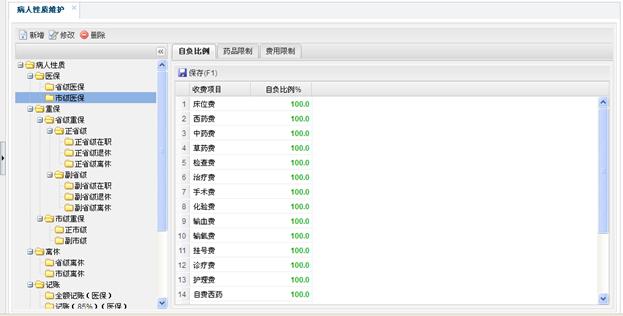 病人性质维护
新增 修改 删除
病人性质
医保
省级医保
市级医保
重保
省级重保
正省级
正省级在职
正省级退休
正省级离休
副省级
副省级在职
副省级退休
副省级离休
市级重保
正市级
副市级
离休
省级离休
市级离休
记账
全额记账(医保)
记账(85%)(医保)
自负比例 药品限制 费用限制
保存(F1)
收费项目 自负比例%
1 床位费 100.0
2 西药费 100.0
3 中药费 100.0
4 草药费 100.0
5 检查费 100.0
6 治疗费 100.0
7 手术费 100.0
8 化验费 100.0
9 输血费 100.0
10 输氧费 100.0
11 挂号费 100.0
12 诊疗费 100.0
13 护理费 100.0
14 自费西药 100.0